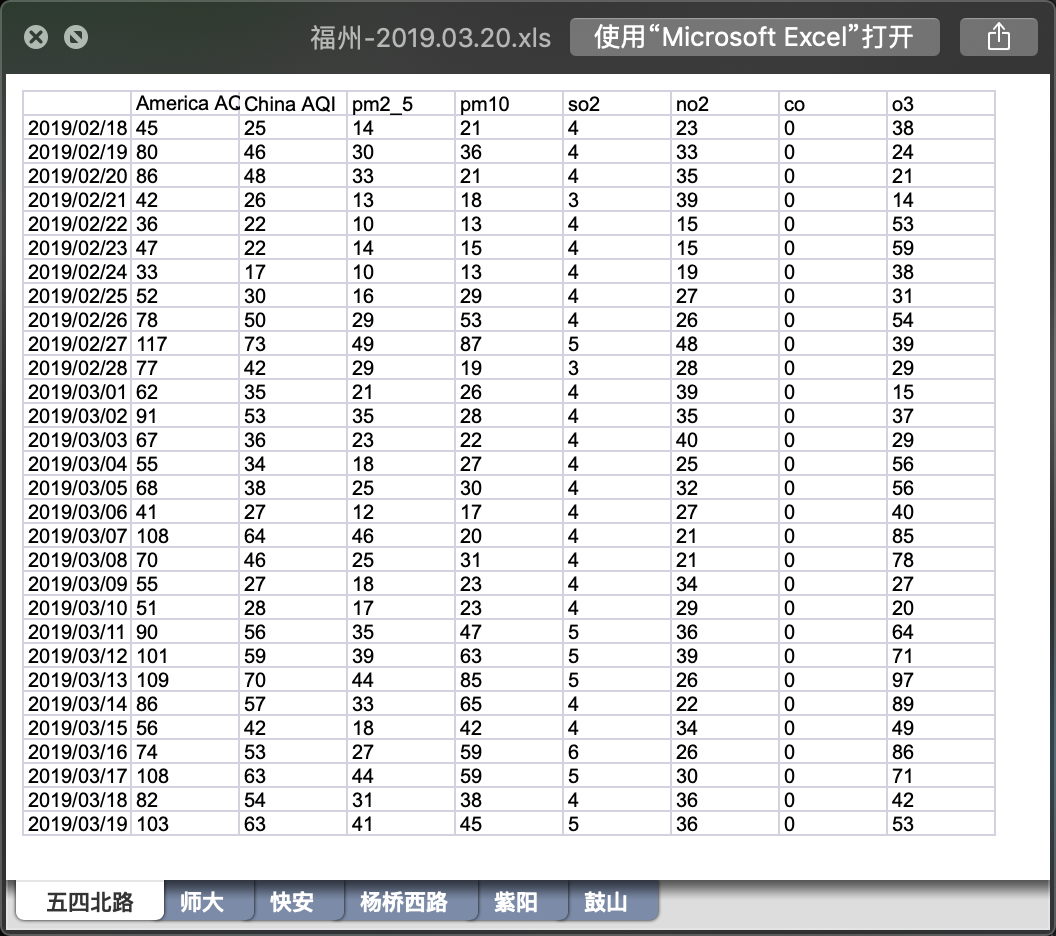 福州-2019.03.20.xls 使用“Microsoft Excel”打开
America AQ China AQI pm2_5 pm10 so2 no2 co o3
2019/02/18 45 25 14 21 4 23 0 38
2019/02/19 80 46 30 36 4 33 0 24
2019/02/20 86 48 33 21 4 35 0 21
2019/02/21 42 26 13 18 3 39 0 14
2019/02/22 36 22 10 13 4 15 0 53
2019/02/23 47 22 14 15 4 15 0 59
2019/02/24 33 17 10 13 4 19 0 38
2019/02/25 52 30 16 29 4 27 0 31
2019/02/26 78 50 29 53 4 26 0 54
2019/02/27 117 73 49 87 5 48 0 39
2019/02/28 77 42 29 19 3 28 0 29
2019/03/01 62 35 21 26 4 39 0 15
2019/03/02 91 53 35 28 4 35 0 37
2019/03/03 67 36 23 22 4 40 0 29
2019/03/04 55 34 18 27 4 25 0 56
2019/03/05 68 38 25 30 4 32 0 56
2019/03/06 41 27 12 17 4 27 0 40
2019/03/07 108 64 46 20 4 21 0 85
2019/03/08 70 46 25 31 4 21 0 78
2019/03/09 55 27 18 23 4 34 0 27
2019/03/10 51 28 17 23 4 29 0 20
2019/03/11 90 56 35 47 5 36 0 64
2019/03/12 101 59 39 63 5 39 0 71
2019/03/13 109 70 44 85 5 26 0 97
2019/03/14 86 57 33 65 4 22 0 89
2019/03/15 56 42 18 42 4 34 0 49
2019/03/16 74 53 27 59 6 26 0 86
2019/03/17 108 63 44 59 5 30 0 71
2019/03/18 82 54 31 38 4 36 0 42
2019/03/19 103 63 41 45 5 36 0 53
五四北路 师大 快安 杨桥西路 紫阳 鼓山